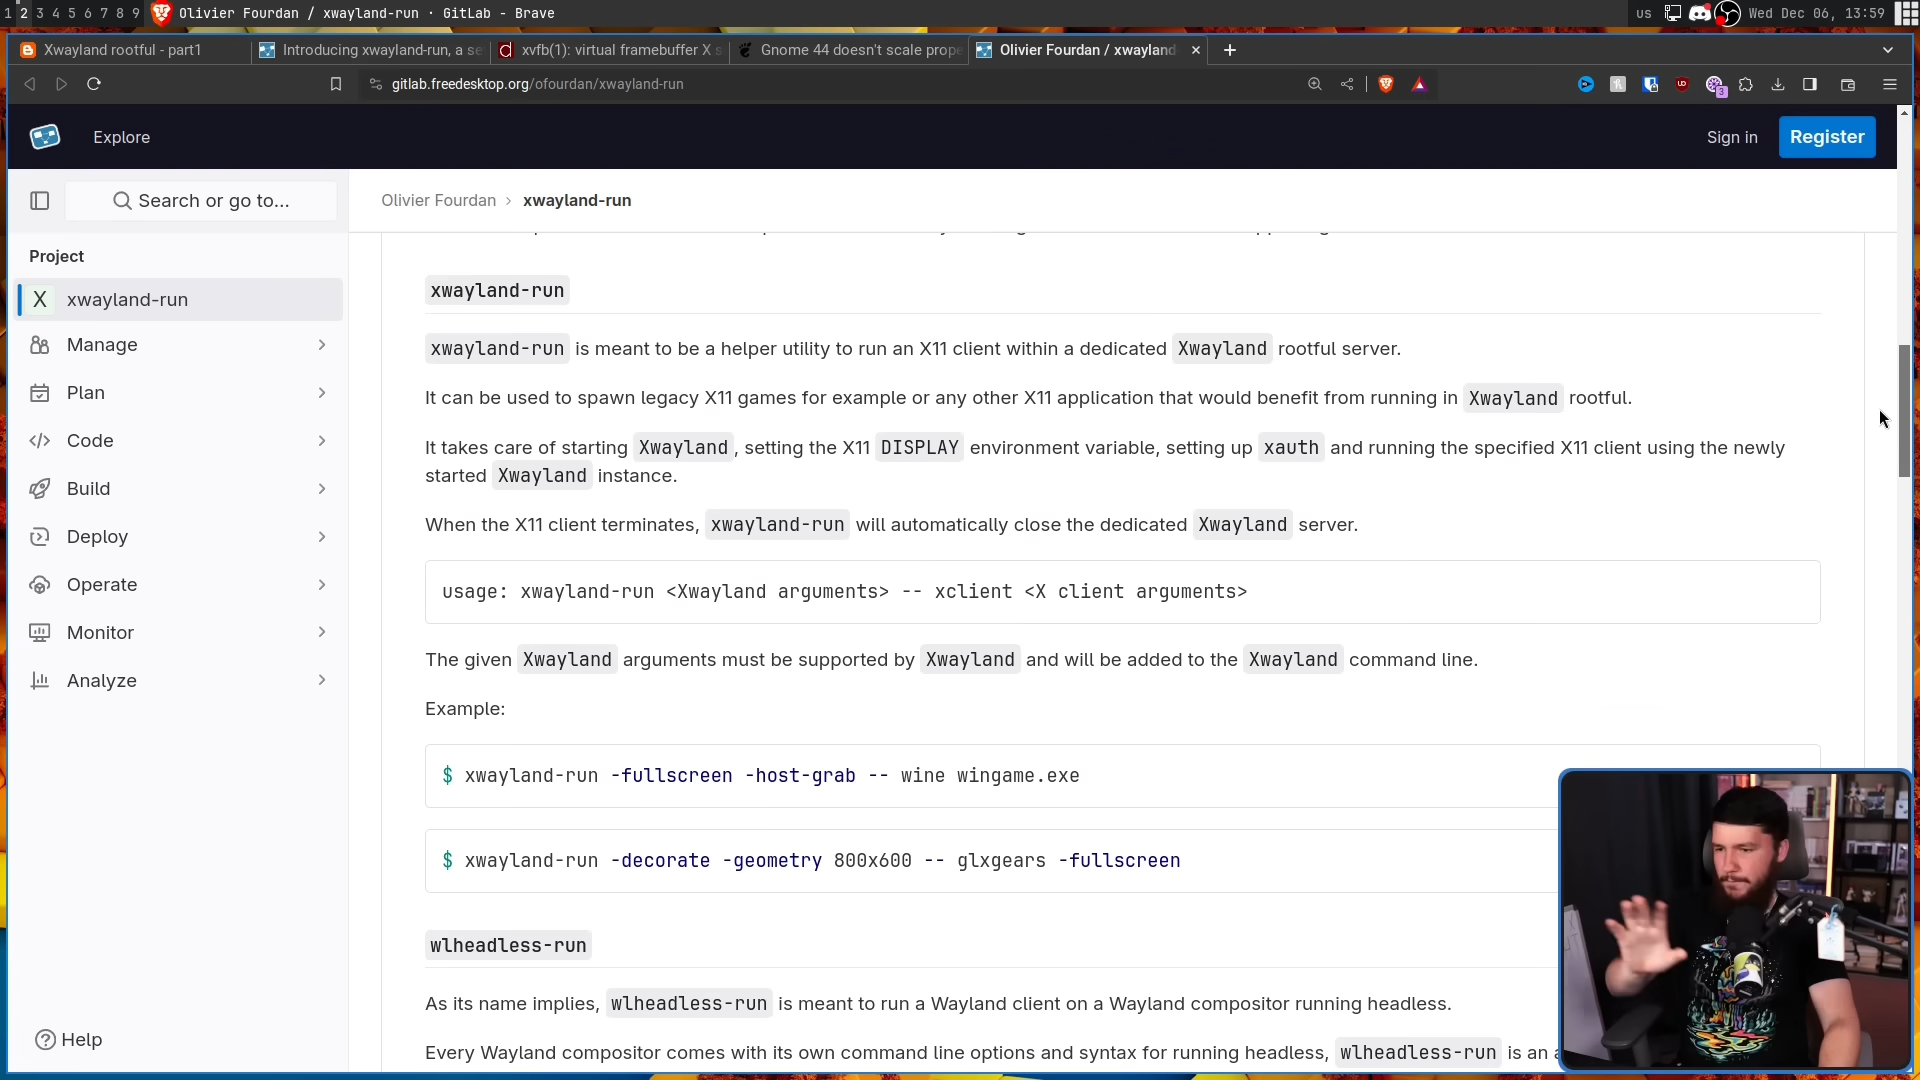 1 2 3 4 5 6 7 8 9 Olivier Fourdan / xwayland-run · GitLab - Brave us Wed Dec 06, 13:59
Xwayland rootful - part1 Introducing xwayland-run, a se xvfb(1): virtual framebuffer X s Gnome 44 doesn't scale prope Olivier Fourdan / xwayland-
gitlab.freedesktop.org/ofourdan/xwayland-run
3
Explore Sign in Register
Search or go to...
Olivier Fourdan › xwayland-run
Project
X xwayland-run
Manage
Plan
Code
Build
Deploy
Operate
Monitor
Analyze
Help
xwayland-run
xwayland-run is meant to be a helper utility to run an X11 client within a dedicated Xwayland rootful server.
It can be used to spawn legacy X11 games for example or any other X11 application that would benefit from running in Xwayland rootful.
It takes care of starting Xwayland, setting the X11 DISPLAY environment variable, setting up xauth and running the specified X11 client using the newly
started Xwayland instance.
When the X11 client terminates, xwayland-run will automatically close the dedicated Xwayland server.
usage: xwayland-run <Xwayland arguments> -- xclient <X client arguments>
The given Xwayland arguments must be supported by Xwayland and will be added to the Xwayland command line.
Example:
$ xwayland-run -fullscreen -host-grab -- wine wingame.exe
$ xwayland-run -decorate -geometry 800x600 -- glxgears -fullscreen
wlheadless-run
As its name implies, wlheadless-run is meant to run a Wayland client on a Wayland compositor running headless.
Every Wayland compositor comes with its own command line options and syntax for running headless, wlheadless-run is an